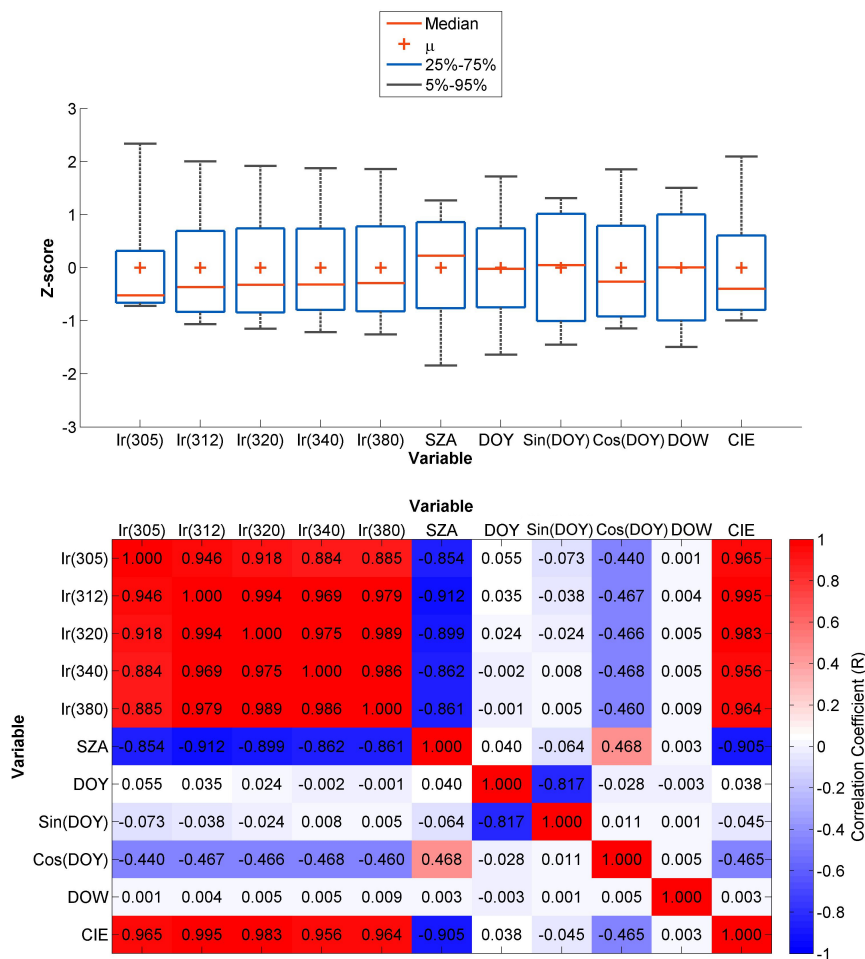 Median
μ
25%-75%
5%-95%
3
2
1
0
-1
-2
-3
Z-score
Ir(305) Ir(312) Ir(320) Ir(340) Ir(380) SZA DOY Sin(DOY) Cos(DOY) DOW CIE
Variable
Variable
Ir(305) Ir(312) Ir(320) Ir(340) Ir(380) SZA DOY Sin(DOY) Cos(DOY) DOW CIE
Ir(305) 1.000 0.946 0.918 0.884 0.885 -0.854 0.055 -0.073 -0.440 0.001 0.965
Ir(312) 0.946 1.000 0.994 0.969 0.979 -0.912 0.035 -0.038 -0.467 0.004 0.995
Ir(320) 0.918 0.994 1.000 0.975 0.989 -0.899 0.024 -0.024 -0.466 0.005 0.983
Ir(340) 0.884 0.969 0.975 1.000 0.986 -0.862 -0.002 0.008 -0.468 0.005 0.956
Ir(380) 0.885 0.979 0.989 0.986 1.000 -0.861 -0.001 0.005 -0.460 0.009 0.964
SZA -0.854 -0.912 -0.899 -0.862 -0.861 1.000 0.040 -0.064 0.468 0.003 -0.905
DOY 0.055 0.035 0.024 -0.002 -0.001 0.040 1.000 -0.817 -0.028 -0.003 0.038
Sin(DOY) -0.073 -0.038 -0.024 0.008 0.005 -0.064 -0.817 1.000 0.011 0.001 -0.045
Cos(DOY) -0.440 -0.467 -0.466 -0.468 -0.460 0.468 -0.028 0.011 1.000 0.005 -0.465
DOW 0.001 0.004 0.005 0.005 0.009 0.003 -0.003 0.001 0.005 1.000 0.003
CIE 0.965 0.995 0.983 0.956 0.964 -0.905 0.038 -0.045 -0.465 0.003 1.000
Variable
1
0.8
0.6
0.4
0.2
0
-0.2
-0.4
-0.6
-0.8
-1
Correlation Coefficient (R)